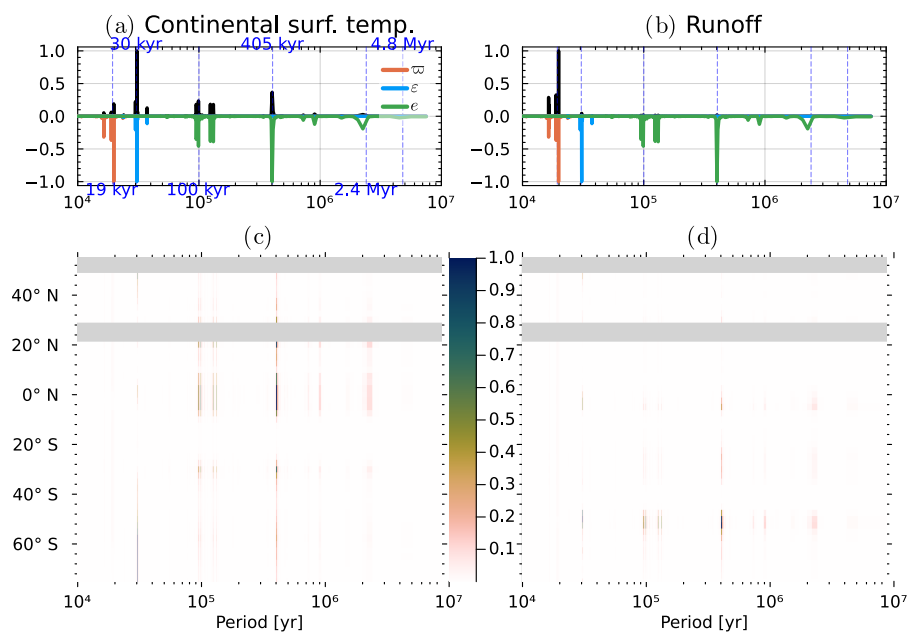 (a) Continental surf. temp.
(b) Runoff
30 kyr
405 kyr
4.8 Myr
1.0
0.5
0.0
−0.5
−1.0
ϖ
ε
e
19 kyr
100 kyr
2.4 Myr
10⁴
10⁵
10⁶
10⁷
1.0
0.5
0.0
−0.5
−1.0
10⁴
10⁵
10⁶
10⁷
(c)
(d)
40° N
20° N
0° N
20° S
40° S
60° S
1.0
0.9
0.8
0.7
0.6
0.5
0.4
0.3
0.2
0.1
10⁴
10⁵
10⁶
10⁷
Period [yr]
10⁴
10⁵
10⁶
10⁷
Period [yr]